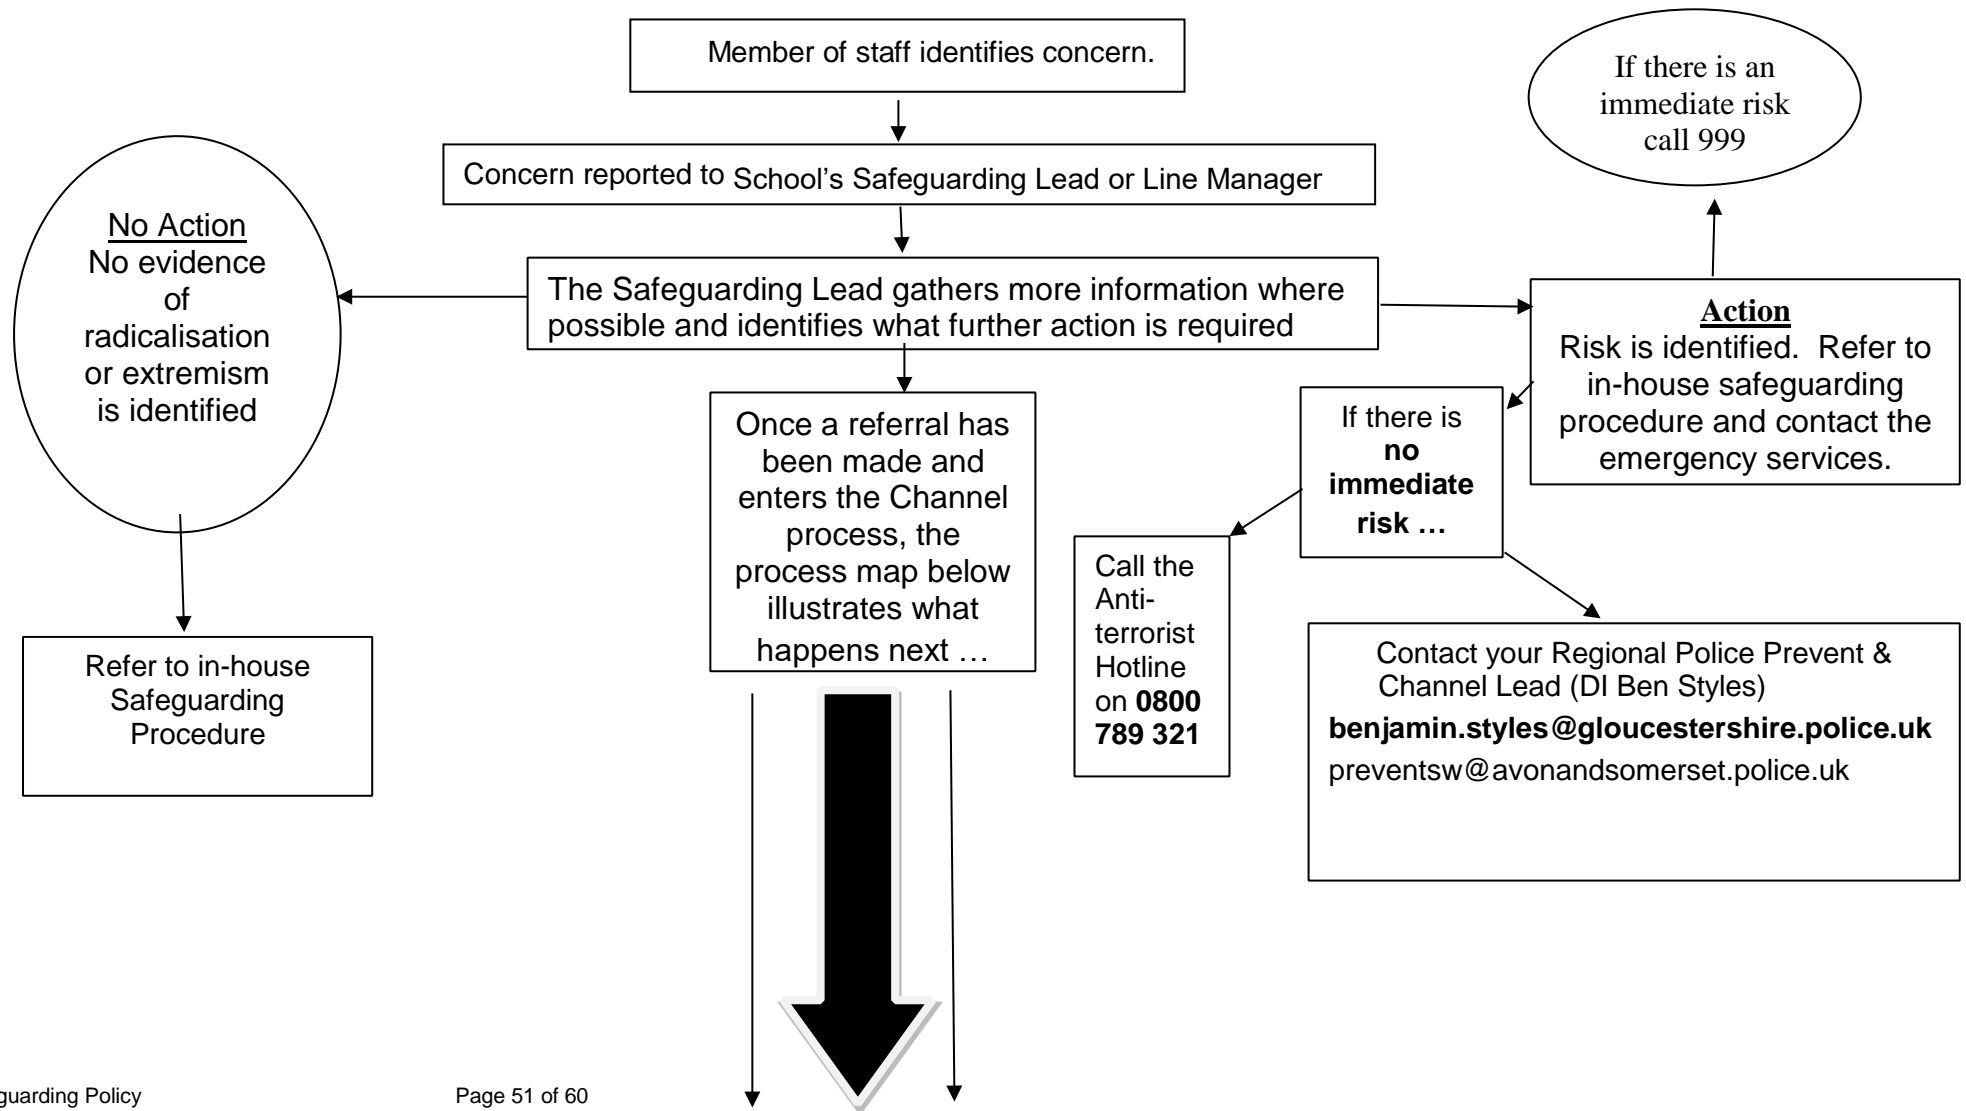 Member of staff identifies concern.
If there is an
immediate risk
call 999
Concern reported to School's Safeguarding Lead or Line Manager
No Action
No evidence
of
radicalisation
or extremism
is identified
The Safeguarding Lead gathers more information where
possible and identifies what further action is required
Action
Risk is identified.  Refer to
in-house safeguarding
procedure and contact the
emergency services.
If there is
no
immediate
risk …
Once a referral has
been made and
enters the Channel
process, the
process map below
illustrates what
happens next …
Call the
Anti-
terrorist
Hotline
on 0800
789 321
Contact your Regional Police Prevent &
Channel Lead (DI Ben Styles)
benjamin.styles@gloucestershire.police.uk
preventsw@avonandsomerset.police.uk
Refer to in-house
Safeguarding
Procedure
guarding Policy
Page 51 of 60